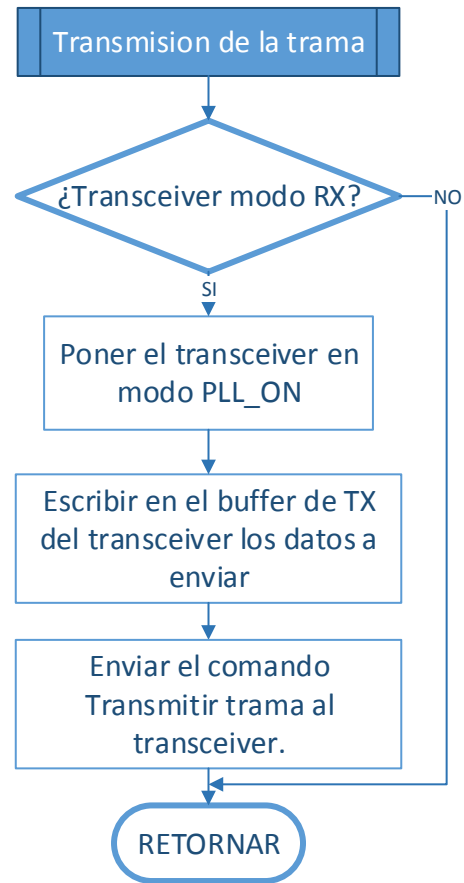 Transmision de la trama
¿Transceiver modo RX?
NO
SI
Poner el transceiver en
modo PLL_ON
Escribir en el buffer de TX
del transceiver los datos a
enviar
Enviar el comando
Transmitir trama al
transceiver.
RETORNAR